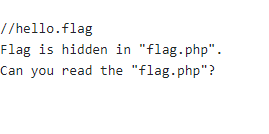 //hello.flag
Flag is hidden in "flag.php".
Can you read the "flag.php"?